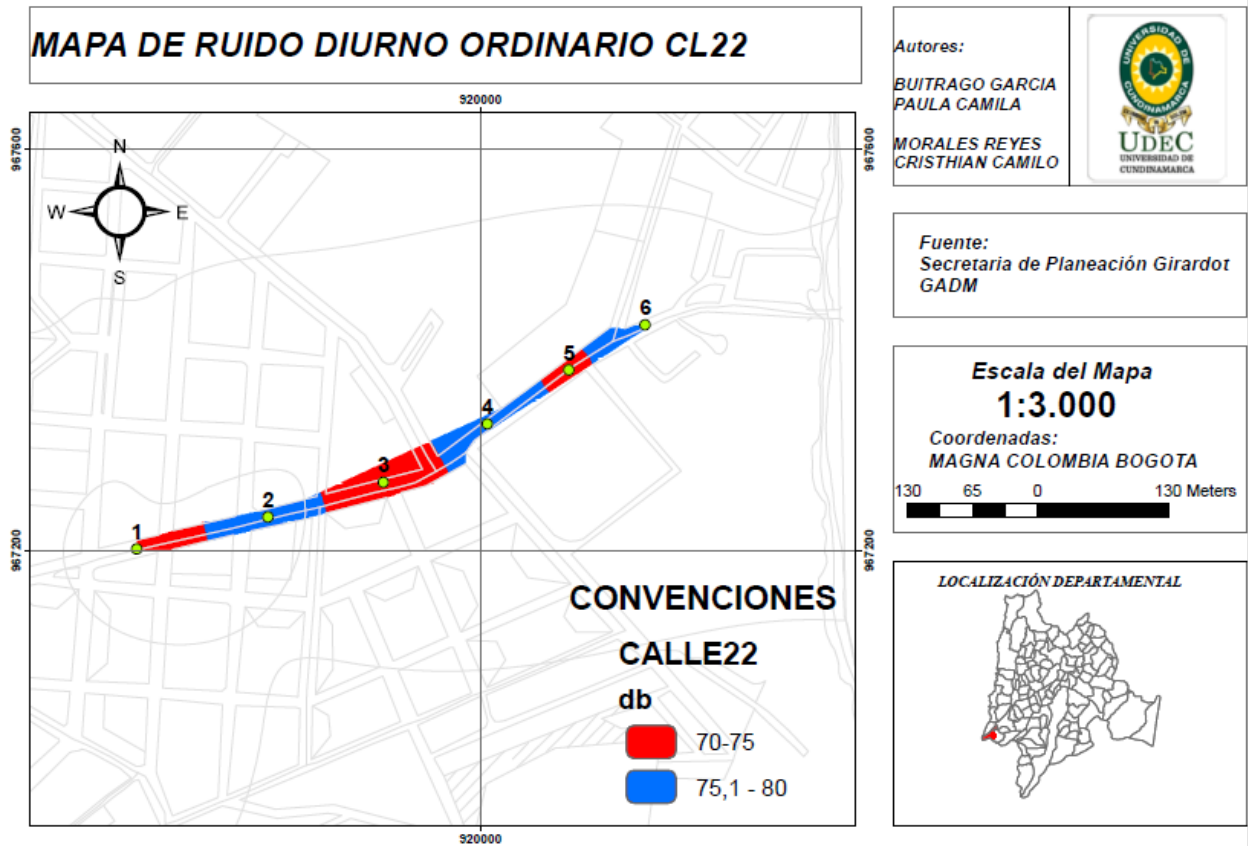 MAPA DE RUIDO DIURNO ORDINARIO CL22
Autores:
BUITRAGO GARCIA
PAULA CAMILA
MORALES REYES
CRISTHIAN CAMILO
UNIVERSIDAD DE
CUNDINAMARCA
UDEC
UNIVERSIDAD DE
CUNDINAMARCA
Fuente:
Secretaria de Planeación Girardot
GADM
Escala del Mapa
1:3.000
Coordenadas:
MAGNA COLOMBIA BOGOTA
130 65 0 130 Meters
LOCALIZACIÓN DEPARTAMENTAL
920000
967600
967600
N
W E
S
6
5
4
3
2
1
967200
967200
CONVENCIONES
CALLE22
db
70-75
75,1 - 80
920000